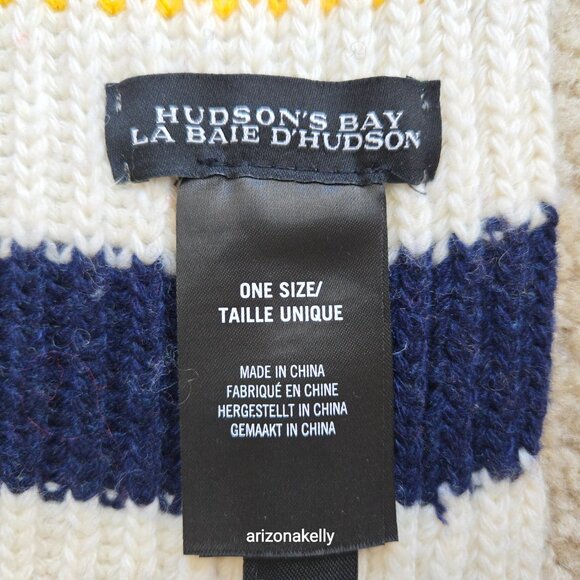 HUDSON'S BAY
LA BAIE D'HUDSON
ONE SIZE/
TAILLE UNIQUE
MADE IN CHINA
FABRIQUÉ EN CHINE
HERGESTELLT IN CHINA
GEMAAKT IN CHINA
arizonakelly